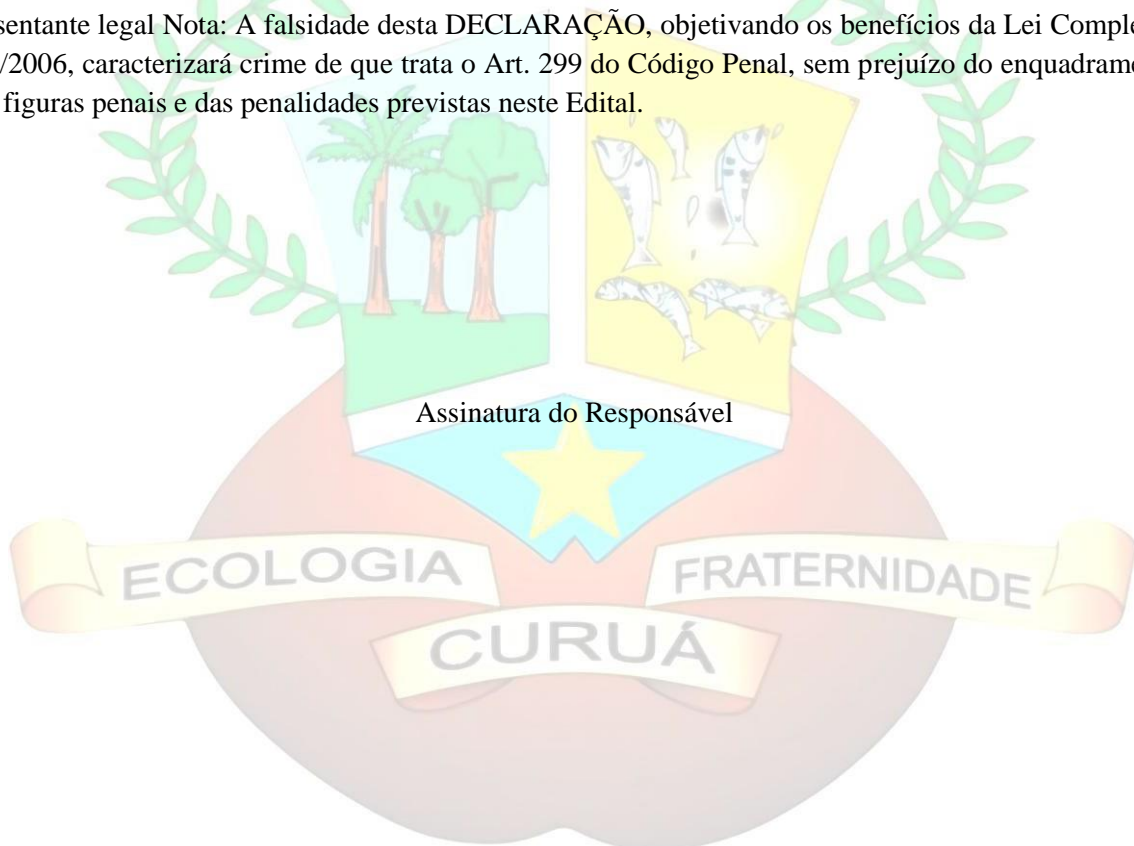 sentante legal Nota: A falsidade desta DECLARAÇÃO, objetivando os benefícios da Lei Comple
/2006, caracterizará crime de que trata o Art. 299 do Código Penal, sem prejuízo do enquadrame
figuras penais e das penalidades previstas neste Edital.
Assinatura do Responsável
ECOLOGIA FRATERNIDADE
CURUÁ